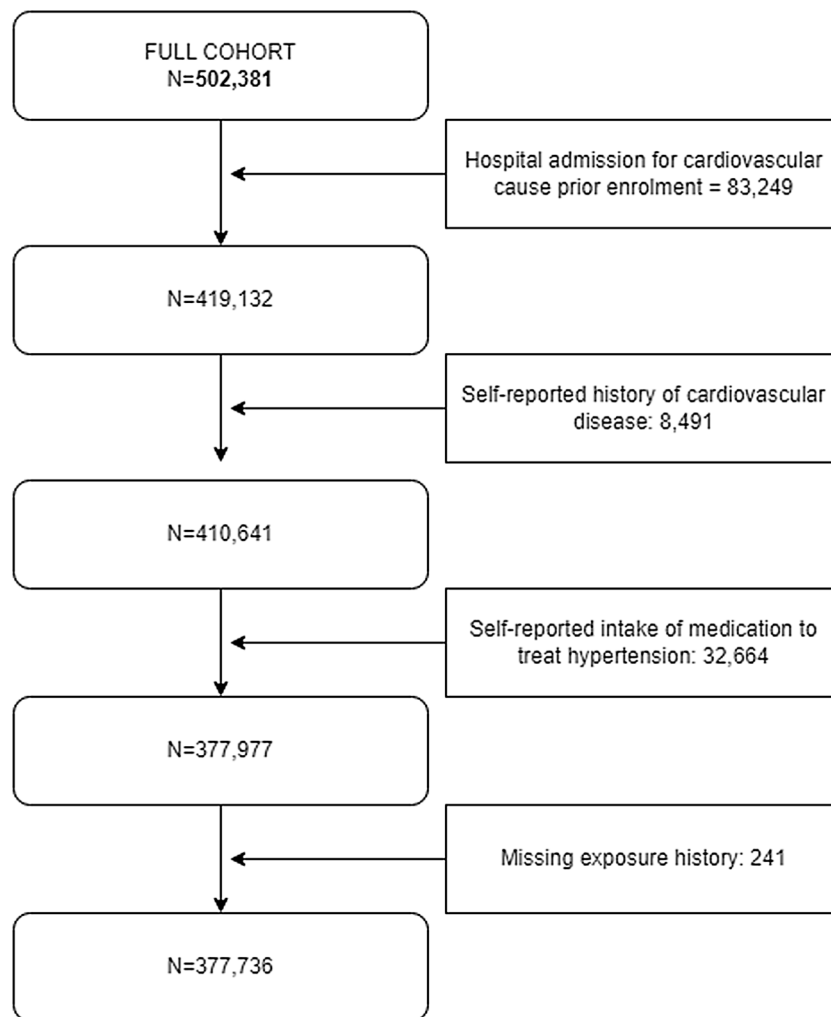 FULL COHORT
N=502,381
Hospital admission for cardiovascular
cause prior enrolment = 83,249
N=419,132
Self-reported history of cardiovascular
disease: 8,491
N=410,641
Self-reported intake of medication to
treat hypertension: 32,664
N=377,977
Missing exposure history: 241
N=377,736